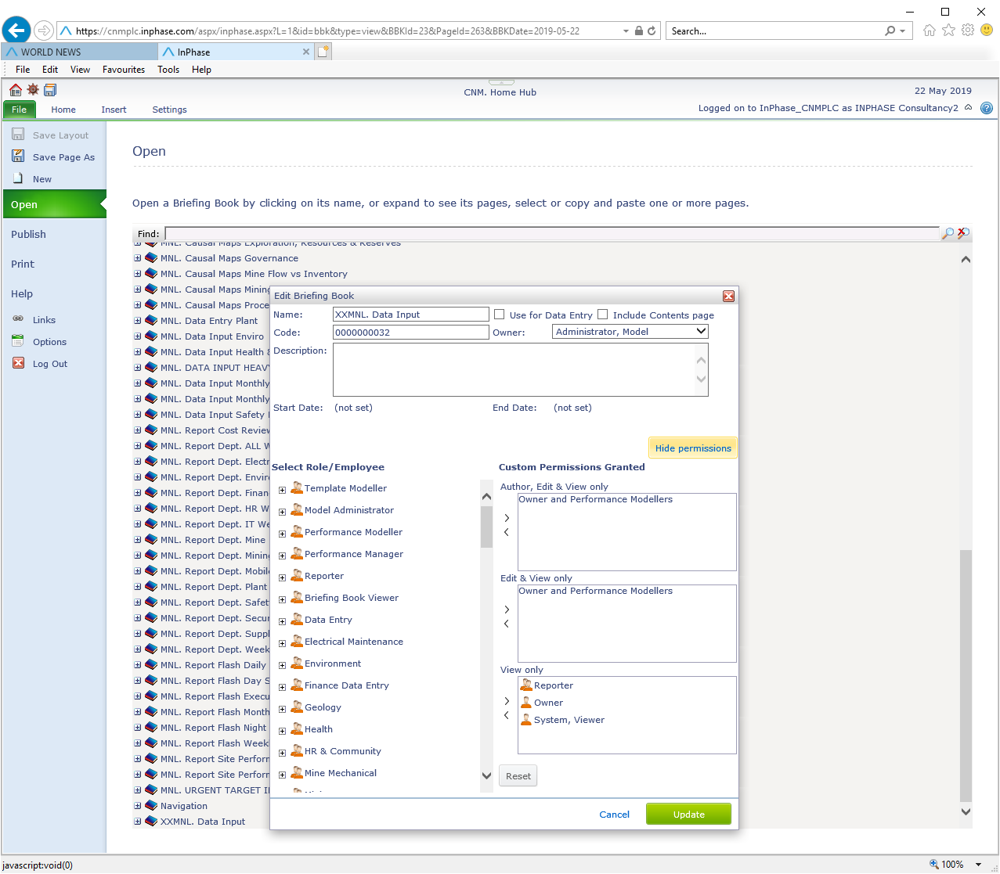 https://cnmplc.inphase.com/aspx/inphase.aspx?L=1&id=bbk&type=view&BBKId=23&PageId=263&BBKDate=2019-05-22
Search...
WORLD NEWS
InPhase
File Edit View Favourites Tools Help
CNM. Home Hub
22 May 2019
File Home Insert Settings
Logged on to InPhase_CNMPLC as INPHASE Consultancy2
Save Layout
Save Page As
New
Open
Publish
Print
Help
Links
Options
Log Out
Open
Open a Briefing Book by clicking on its name, or expand to see its pages, select or copy and paste one or more pages.
Find:
MNL. Causal Maps Exploration, Resources & Reserves
MNL. Causal Maps Governance
MNL. Causal Maps Mine Flow vs Inventory
MNL. Causal Maps Mining
MNL. Causal Maps Proce
MNL. Data Entry Plant
MNL. Data Input Enviro
MNL. Data Input Health &
MNL. DATA INPUT HEAV
MNL. Data Input Monthly
MNL. Data Input Monthly
MNL. Data Input Safety
MNL. Report Cost Review
MNL. Report Dept. ALL W
MNL. Report Dept. Electr
MNL. Report Dept. Enviro
MNL. Report Dept. Financ
MNL. Report Dept. HR W
MNL. Report Dept. IT We
MNL. Report Dept. Mine
MNL. Report Dept. Mining
MNL. Report Dept. Mobil
MNL. Report Dept. Plant
MNL. Report Dept. Safet
MNL. Report Dept. Secur
MNL. Report Dept. Suppl
MNL. Report Dept. Week
MNL. Report Flash Daily
MNL. Report Flash Day S
MNL. Report Flash Execu
MNL. Report Flash Month
MNL. Report Flash Night
MNL. Report Flash Week
MNL. Report Site Perform
MNL. Report Site Perform
MNL. URGENT TARGET I
Navigation
XXMNL. Data Input
Edit Briefing Book
Name: XXMNL. Data Input
Use for Data Entry
Include Contents page
Code: 0000000032
Owner: Administrator, Model
Description:
Start Date: (not set)
End Date: (not set)
Hide permissions
Select Role/Employee
Template Modeller
Model Administrator
Performance Modeller
Performance Manager
Reporter
Briefing Book Viewer
Data Entry
Electrical Maintenance
Environment
Finance Data Entry
Geology
Health
HR & Community
Mine Mechanical
Custom Permissions Granted
Author, Edit & View only
Owner and Performance Modellers
Edit & View only
Owner and Performance Modellers
View only
Reporter
Owner
System, Viewer
Reset
Cancel
Update
javascript:void(0)
100%